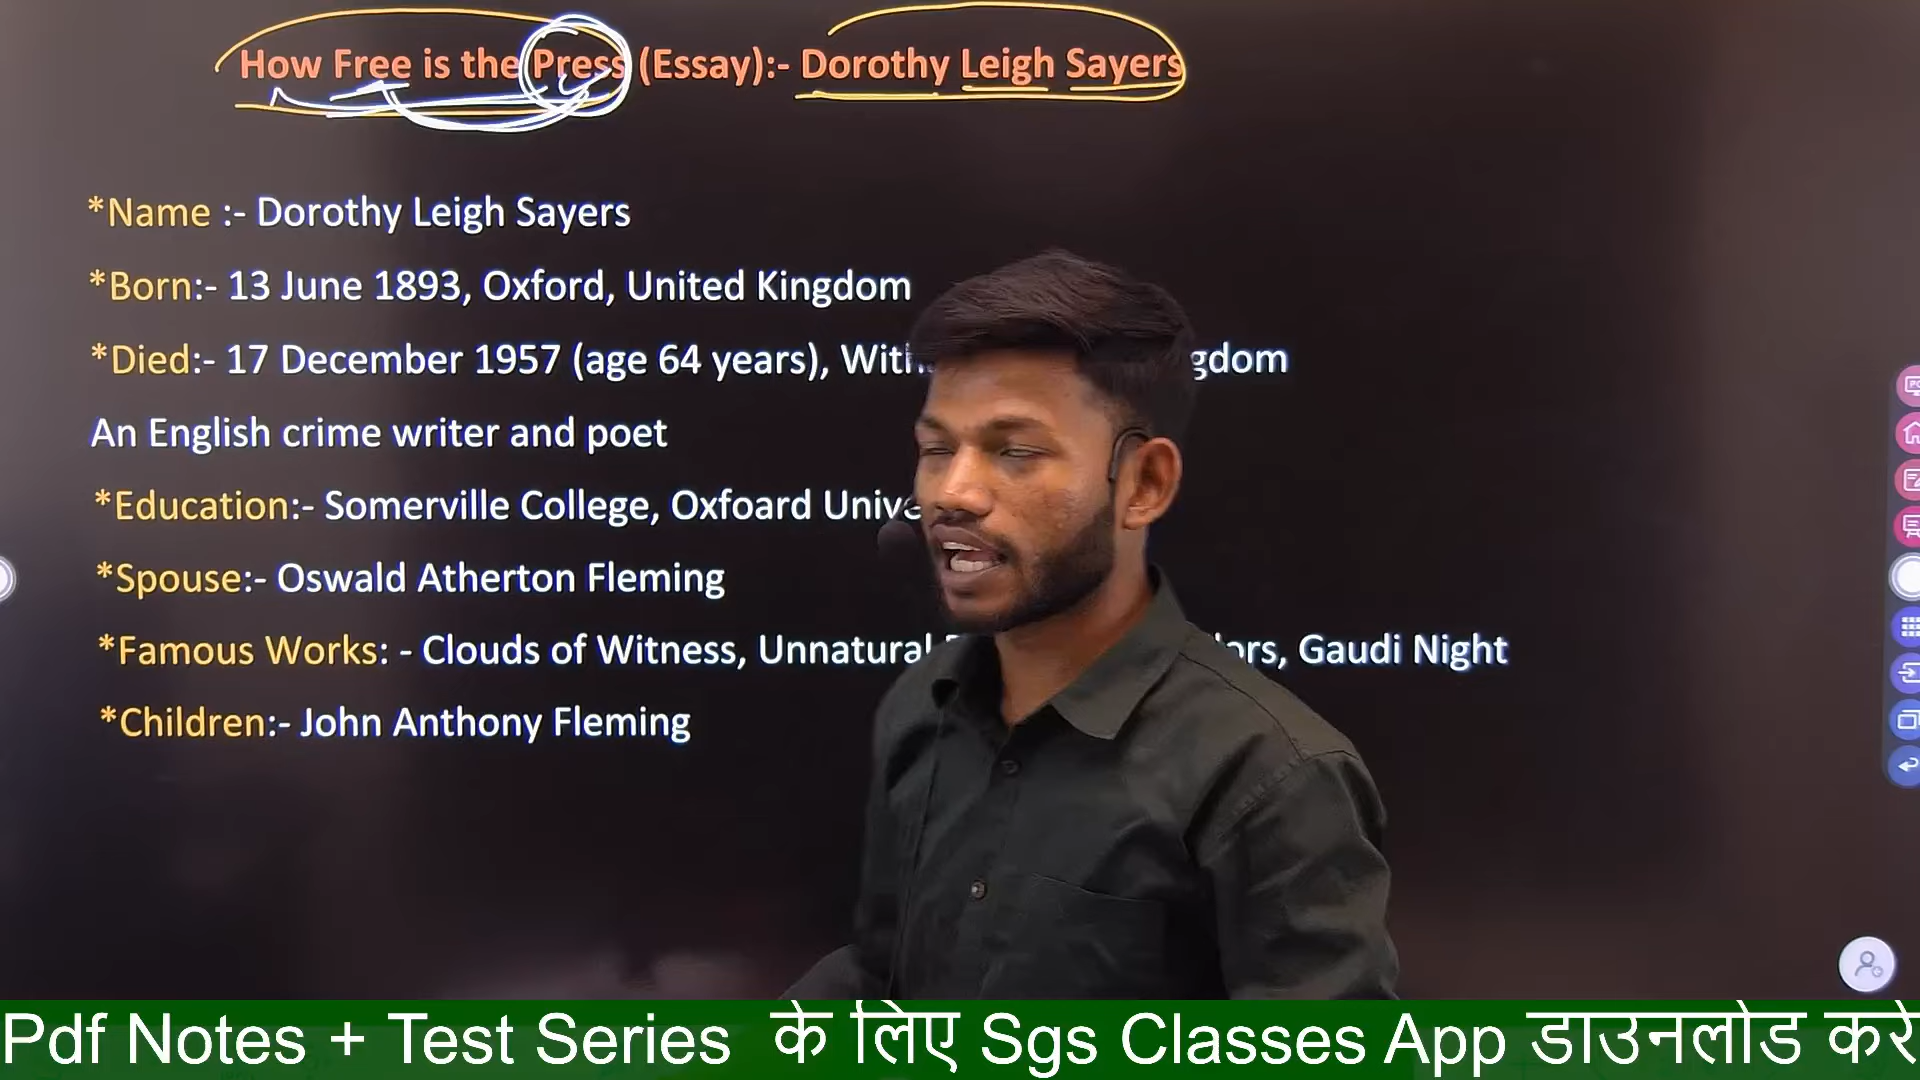 How Free is the Press (Essay):- Dorothy Leigh Sayers
*Name :- Dorothy Leigh Sayers
*Born:- 13 June 1893, Oxford, United Kingdom
*Died:- 17 December 1957 (age 64 years),
An English crime writer and poet
*Education:- Somerville College, Oxfoard
*Spouse:- Oswald Atherton Fleming
*Famous Works: - Clouds of Witness, Unnatural Gaudi Night
*Children:- John Anthony Fleming
Pdf Notes + Test Series के लिए Sgs Classes App डाउनलोड करे